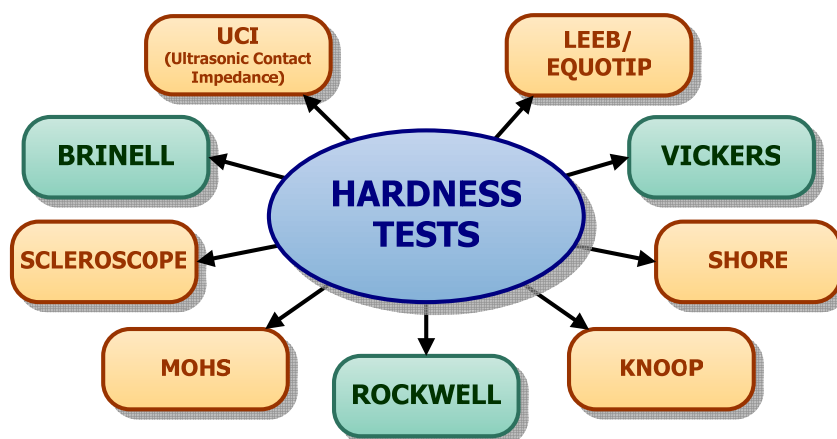 UCI
(Ultrasonic Contact
Impedance)
LEEB/
EQUOTIP
BRINELL
VICKERS
HARDNESS
TESTS
SCLEROSCOPE
SHORE
MOHS
KNOOP
ROCKWELL